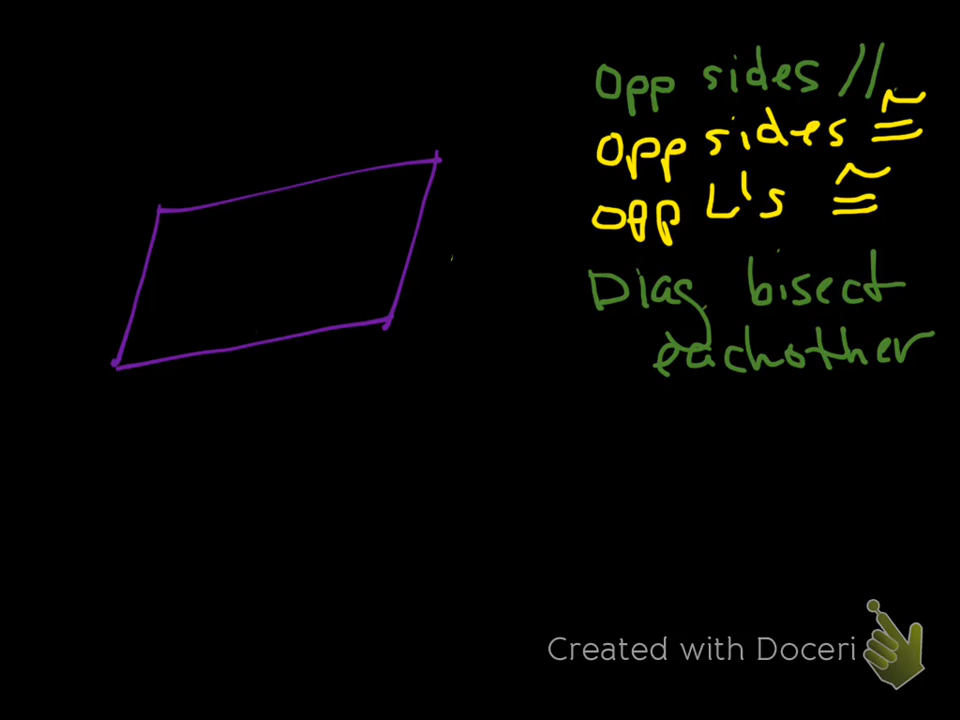 Opp sides //
Opp sides ≅
Opp L's ≅
Diag bisect
eachother
Created with Doceri